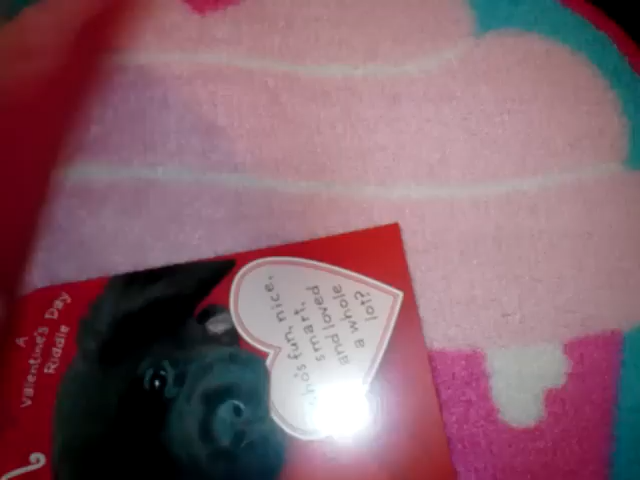 A
Valentine's Day
Riddle
fun, nice,
smart,
and loved
a whole
lot?